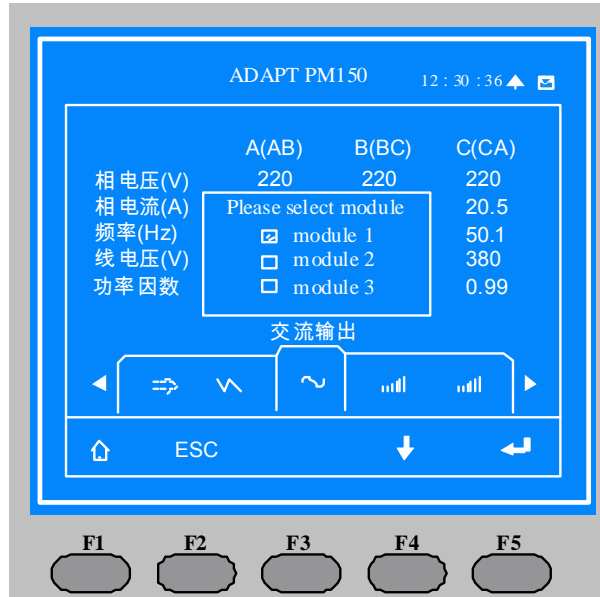 ADAPT PM150 12 : 30 : 36
A(AB) B(BC) C(CA)
相电压(V) 220 220 220
相电流(A) 20.5
频率(Hz) 50.1
线电压(V) 380
功率因数 0.99
Please select module
module 1
module 2
module 3
交流输出
ESC
F1 F2 F3 F4 F5